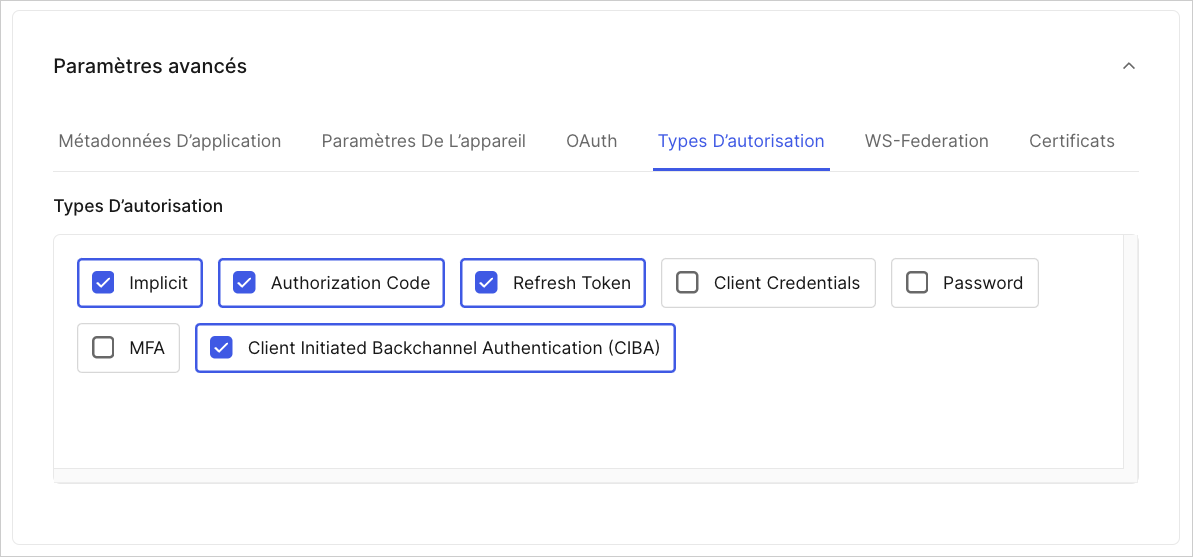 Paramètres avancés
Métadonnées D’application Paramètres De L’appareil OAuth Types D’autorisation WS-Federation Certificats
Types D’autorisation
Implicit Authorization Code Refresh Token Client Credentials Password
MFA Client Initiated Backchannel Authentication (CIBA)